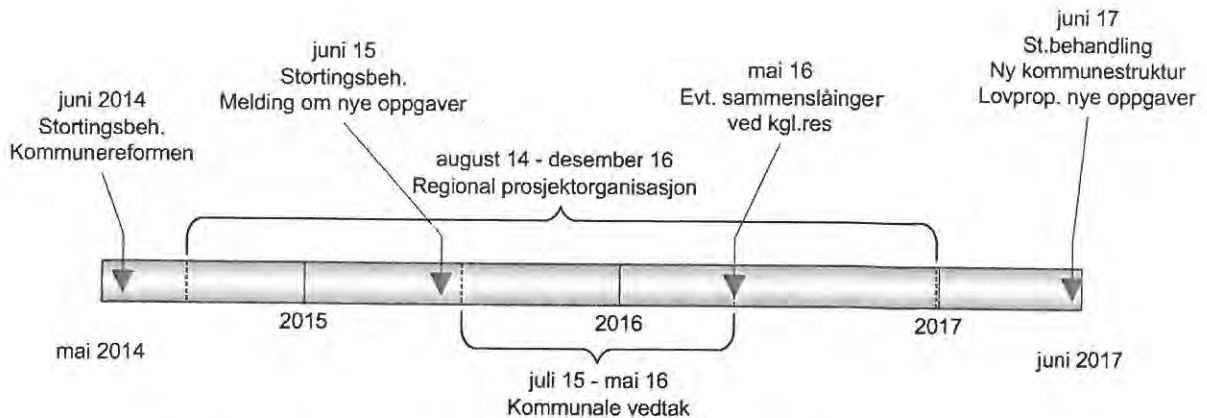 juni 2014
Stortingsbeh.
Kommunereformen
juni 15
Stortingsbeh.
Melding om nye oppgaver
august 14 - desember 16
Regional prosjektorganisasjon
mai 16
Evt. sammenslåinger
ved kgl.res
juni 17
St.behandling
Ny kommunestruktur
Lovprop. nye oppgaver
2015
2016
2017
mai 2014
juni 2017
juli 15 - mai 16
Kommunale vedtak